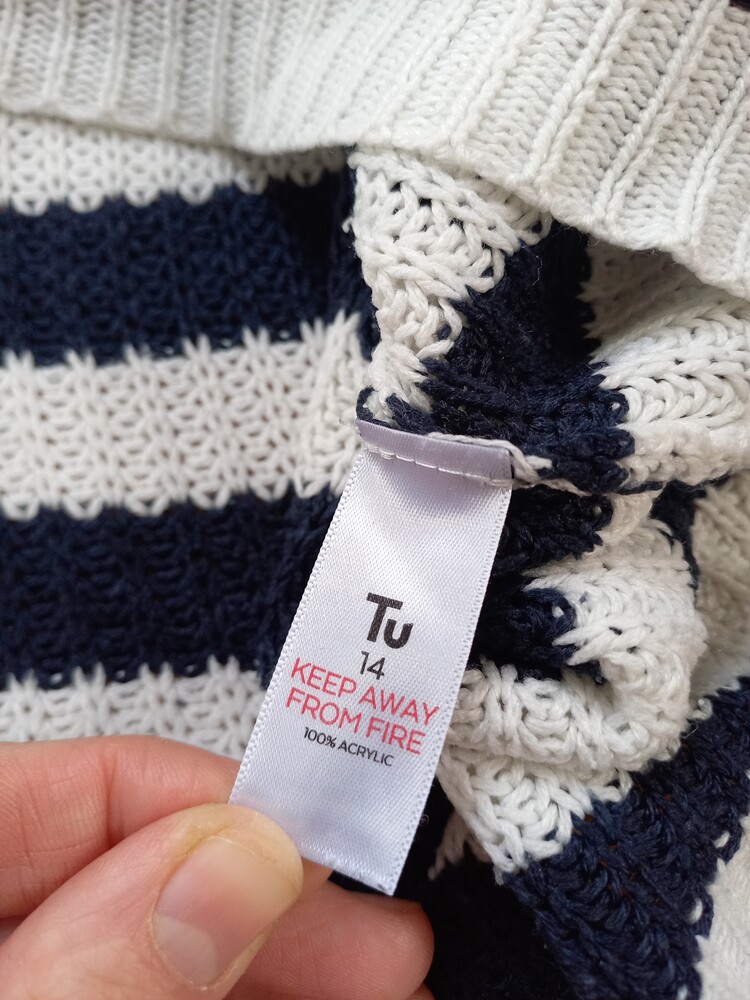 Tu
14
KEEP AWAY
FROM FIRE
100% ACRYLIC